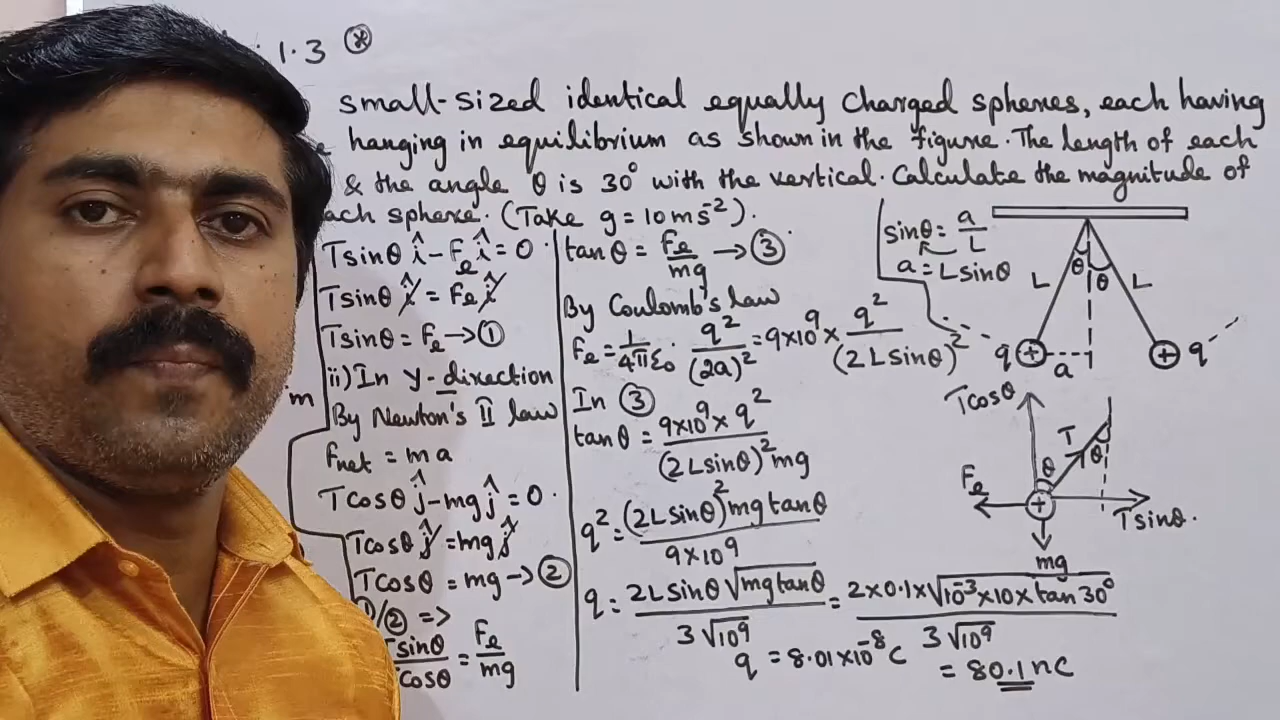 1.3 *
small-sized identical equally charged spheres, each having
hanging in equilibrium as shown in the figure. The length of each
& the angle θ is 30° with the vertical. Calculate the magnitude of
ach sphere. (Take g = 10 ms⁻²).
Tsinθ î - Fₑ î = 0.
Tsinθ î = Fₑ î
Tsinθ = Fₑ → ①
ii) In y-direction
m
By Newton's II law
Fnet = ma
Tcosθ ĵ - mg ĵ = 0.
Tcosθ ĵ = mg ĵ
Tcosθ = mg → ②
①/② =>
sinθ/cosθ = Fₑ/mg
tanθ = Fₑ/mg → ③
By Coulomb's law
Fₑ = 1/4πε₀ . q²/(2a)² = 9×10⁹ × q²/(2Lsinθ)²
In ③
tanθ = 9×10⁹ × q²/(2Lsinθ)² mg
q² = (2Lsinθ)² mg tanθ/9×10⁹
q = 2Lsinθ √mgtanθ/3√10⁹ = 2×0.1×√10⁻³×10×tan30°/3√10⁹
q = 8.01×10⁻⁸ C
= 80.1 nC
sinθ = a/L
a = Lsinθ
θ θ
L L
q + + q
a
Tcosθ
T
θ θ
Fₑ
+
Tsinθ.
mg